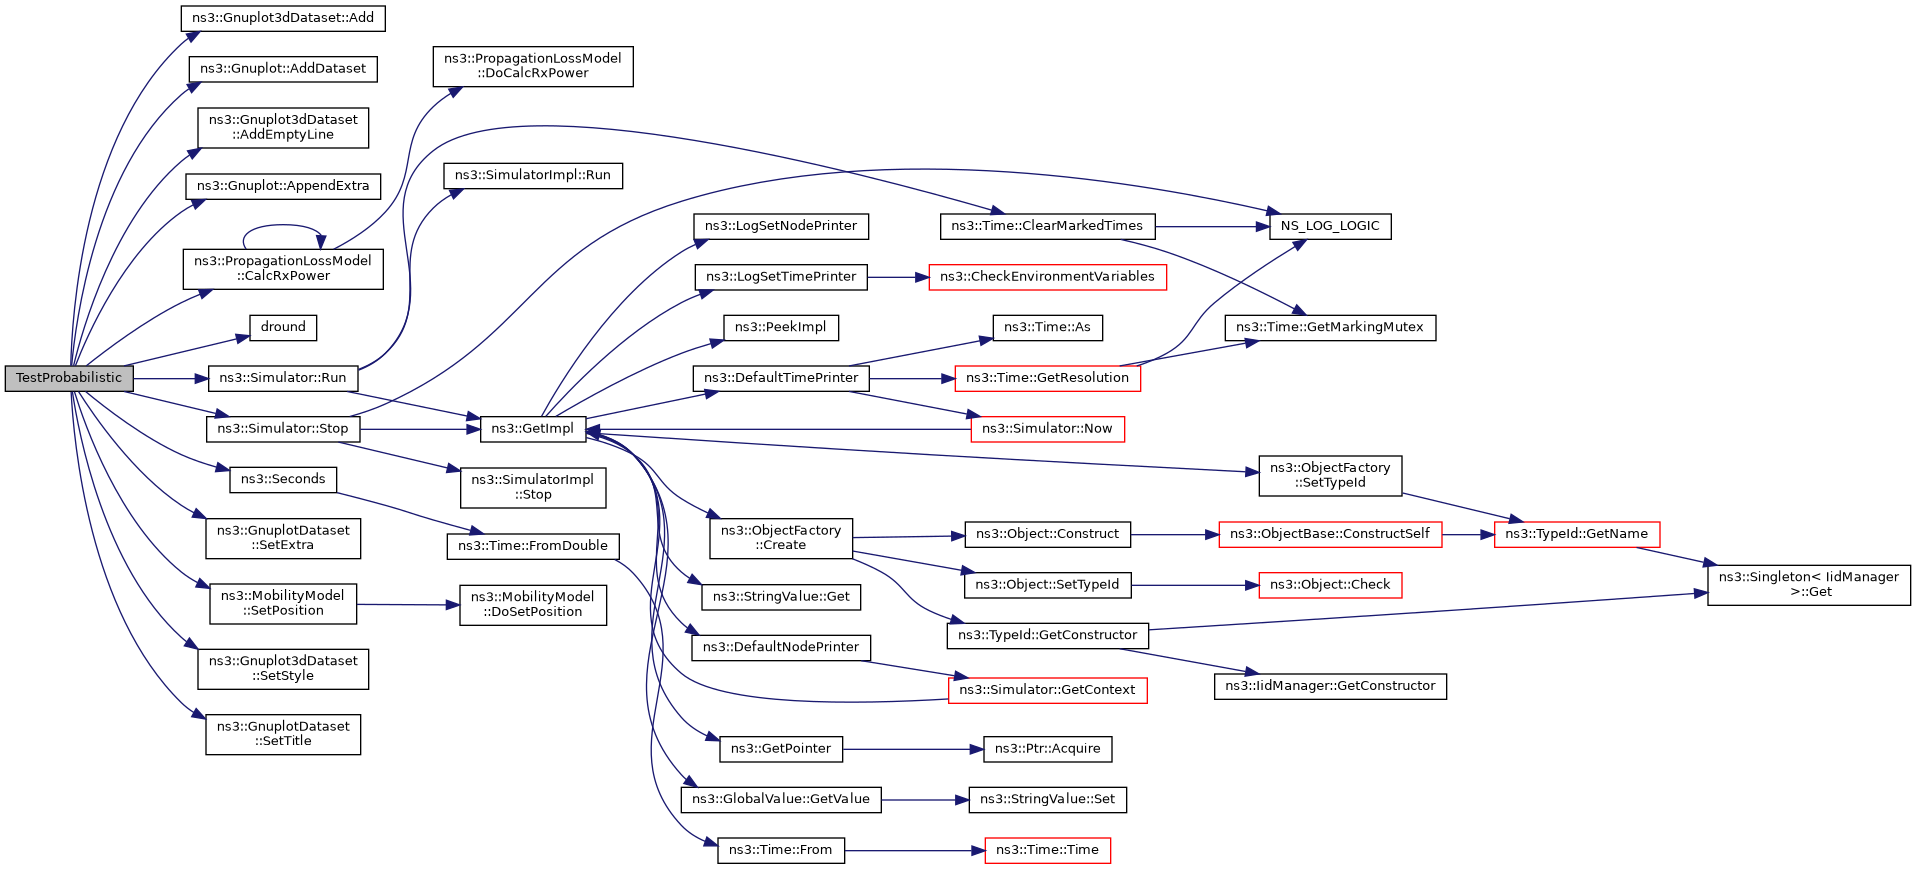 TestProbabilistic
ns3::Gnuplot3dDataset::Add
ns3::Gnuplot::AddDataset
ns3::Gnuplot3dDataset
::AddEmptyLine
ns3::Gnuplot::AppendExtra
ns3::PropagationLossModel
::CalcRxPower
dround
ns3::Simulator::Run
ns3::Simulator::Stop
ns3::Seconds
ns3::GnuplotDataset
::SetExtra
ns3::MobilityModel
::SetPosition
ns3::Gnuplot3dDataset
::SetStyle
ns3::GnuplotDataset
::SetTitle
ns3::PropagationLossModel
::DoCalcRxPower
ns3::SimulatorImpl::Run
ns3::GetImpl
ns3::SimulatorImpl
::Stop
ns3::Time::FromDouble
ns3::MobilityModel
::DoSetPosition
ns3::LogSetNodePrinter
ns3::LogSetTimePrinter
ns3::PeekImpl
ns3::DefaultTimePrinter
ns3::ObjectFactory
::Create
ns3::StringValue::Get
ns3::DefaultNodePrinter
ns3::GetPointer
ns3::GlobalValue::GetValue
ns3::Time::From
ns3::Time::ClearMarkedTimes
ns3::CheckEnvironmentVariables
ns3::Time::As
ns3::Time::GetResolution
ns3::Simulator::Now
ns3::Object::Construct
ns3::Object::SetTypeId
ns3::TypeId::GetConstructor
ns3::Simulator::GetContext
ns3::Ptr::Acquire
ns3::StringValue::Set
ns3::Time::Time
NS_LOG_LOGIC
ns3::Time::GetMarkingMutex
ns3::ObjectFactory
::SetTypeId
ns3::ObjectBase::ConstructSelf
ns3::Object::Check
ns3::IidManager::GetConstructor
ns3::TypeId::GetName
ns3::Singleton< IidManager
>::Get